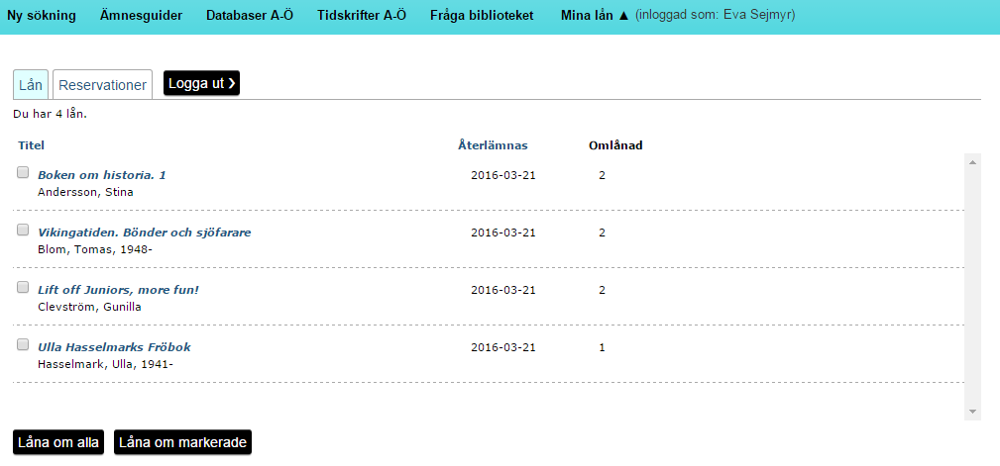 Ny sökning Ämnesguider Databaser A-Ö Tidskrifter A-Ö Fråga biblioteket Mina lån ▲ (inloggad som: Eva Sejmyr)
Lån Reservationer Logga ut ❯
Du har 4 lån.
Titel Återlämnas Omlånad
Boken om historia. 1 2016-03-21 2
Andersson, Stina
Vikingatiden. Bönder och sjöfarare 2016-03-21 2
Blom, Tomas, 1948-
Lift off Juniors, more fun! 2016-03-21 2
Clevström, Gunilla
Ulla Hasselmarks Fröbok 2016-03-21 1
Hasselmark, Ulla, 1941-
Låna om alla Låna om markerade